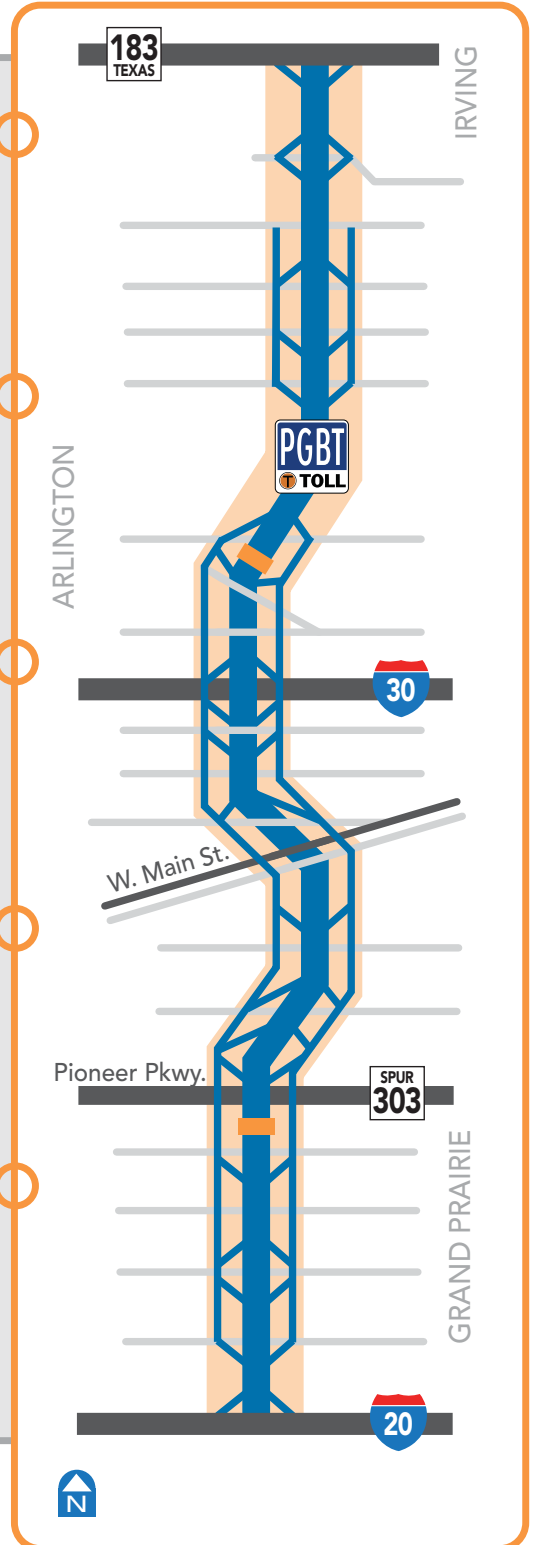 183
TEXAS
IRVING
PGBT
T TOLL
ARLINGTON
30
W. Main St.
Pioneer Pkwy.
SPUR
303
GRAND PRAIRIE
20
N